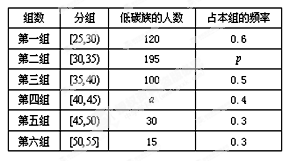 组数 分组 低碳族的人数 占本组的频率
第一组 [25,30) 120 0.6
第二组 [30,35) 195 p
第三组 [35,40) 100 0.5
第四组 [40,45) a 0.4
第五组 [45,50) 30 0.3
第六组 [50,55] 15 0.3